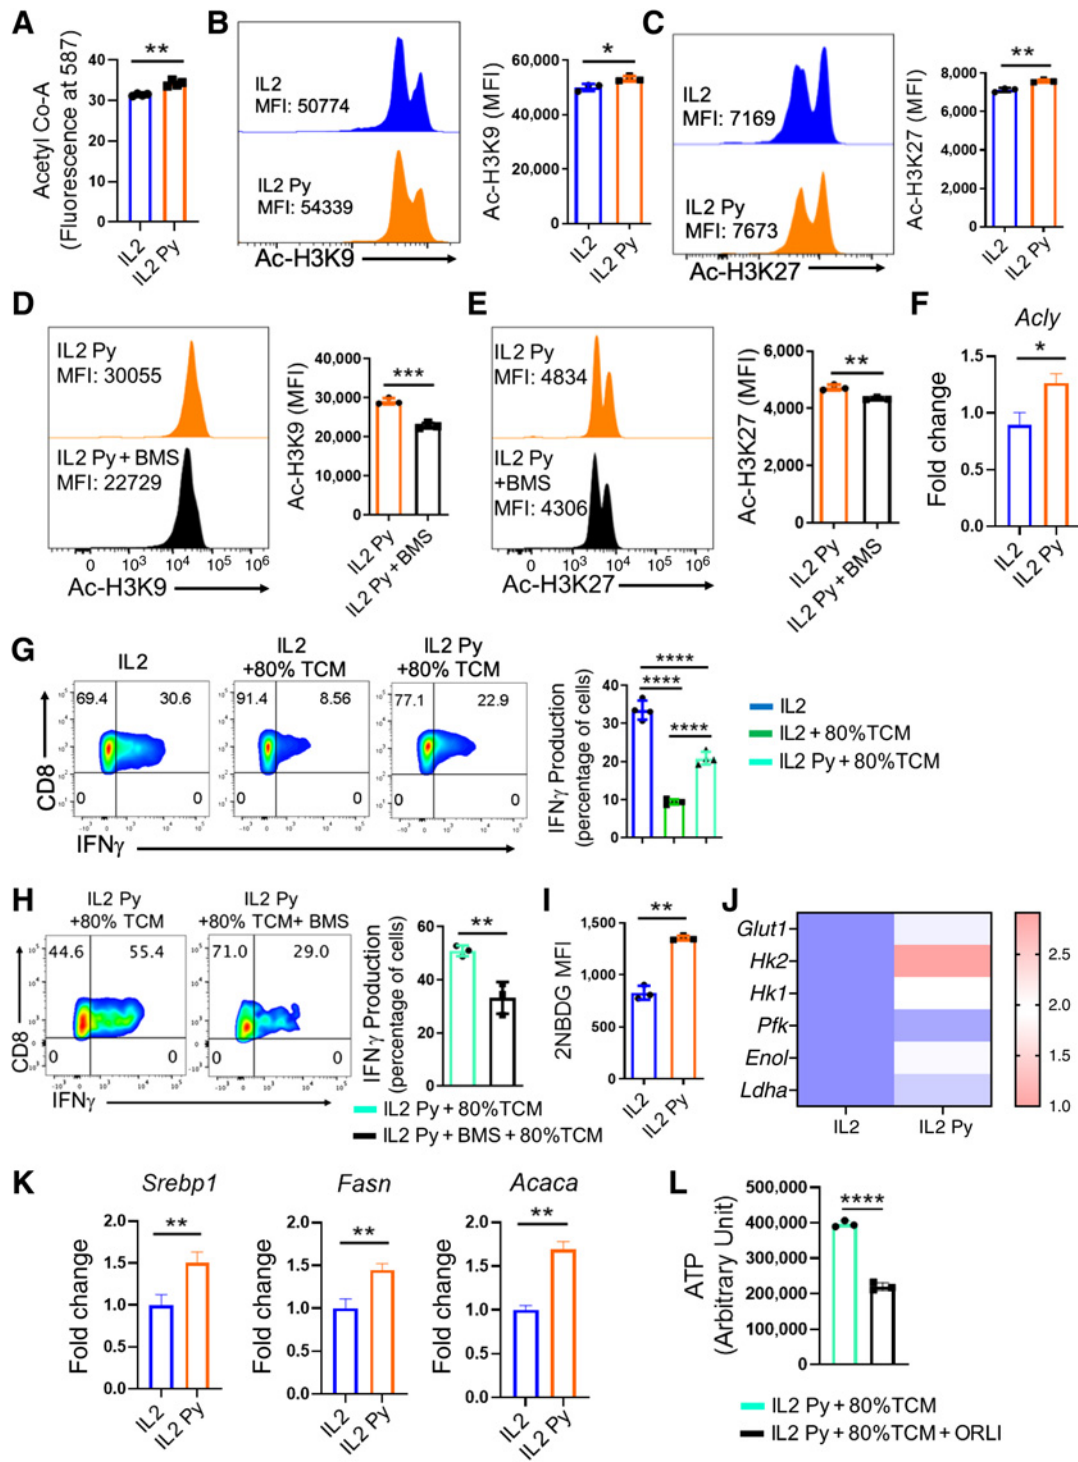 A
Acetyl Co-A
(Fluorescence at 587)
40
30
20
10
0
**
IL2
IL2 Py
B
IL2
MFI: 50774
IL2 Py
MFI: 54339
Ac-H3K9
Ac-H3K9 (MFI)
60,000
40,000
20,000
0
*
IL2
IL2 Py
C
IL2
MFI: 7169
IL2 Py
MFI: 7673
Ac-H3K27
Ac-H3K27 (MFI)
8,000
6,000
4,000
2,000
0
**
IL2
IL2 Py
D
IL2 Py
MFI: 30055
IL2 Py + BMS
MFI: 22729
0 10³ 10⁴ 10⁵ 10⁶
Ac-H3K9
Ac-H3K9 (MFI)
40,000
30,000
20,000
10,000
0
***
IL2 Py
IL2 Py + BMS
E
IL2 Py
MFI: 4834
IL2 Py
+BMS
MFI: 4306
0 10³ 10⁴ 10⁵ 10⁶
Ac-H3K27
Ac-H3K27 (MFI)
6,000
4,000
2,000
0
**
IL2 Py
IL2 Py + BMS
F
Acly
Fold change
1.5
1.0
0.5
0.0
*
IL2
IL2 Py
G
IL2
69.4 30.6
0 0
IL2
+80% TCM
91.4 8.56
0 0
IL2 Py
+80% TCM
77.1 22.9
0 0
CD8
IFNγ
IFNγ Production
(percentage of cells)
40
30
20
10
0
****
****
****
IL2
IL2 + 80%TCM
IL2 Py + 80%TCM
H
IL2 Py
+80% TCM
44.6 55.4
0 0
IL2 Py
+80% TCM+ BMS
71.0 29.0
0 0
CD8
IFNγ
IFNγ Production
(percentage of cells)
60
40
20
0
**
IL2 Py + 80%TCM
IL2 Py + BMS + 80%TCM
I
2NBDG MFI
1,500
1,000
500
0
**
IL2
IL2 Py
J
Glut1
Hk2
Hk1
Pfk
Enol
Ldha
IL2 IL2 Py
2.5
2.0
1.5
1.0
K
Srebp1
Fold change
2.0
1.5
1.0
0.5
0.0
**
IL2
IL2 Py
Fasn
Fold change
2.0
1.5
1.0
0.5
0.0
**
IL2
IL2 Py
Acaca
Fold change
2.0
1.5
1.0
0.5
0.0
**
IL2
IL2 Py
L
ATP
(Arbitrary Unit)
500,000
400,000
300,000
200,000
100,000
0
****
IL2 Py + 80%TCM
IL2 Py + 80%TCM + ORLI